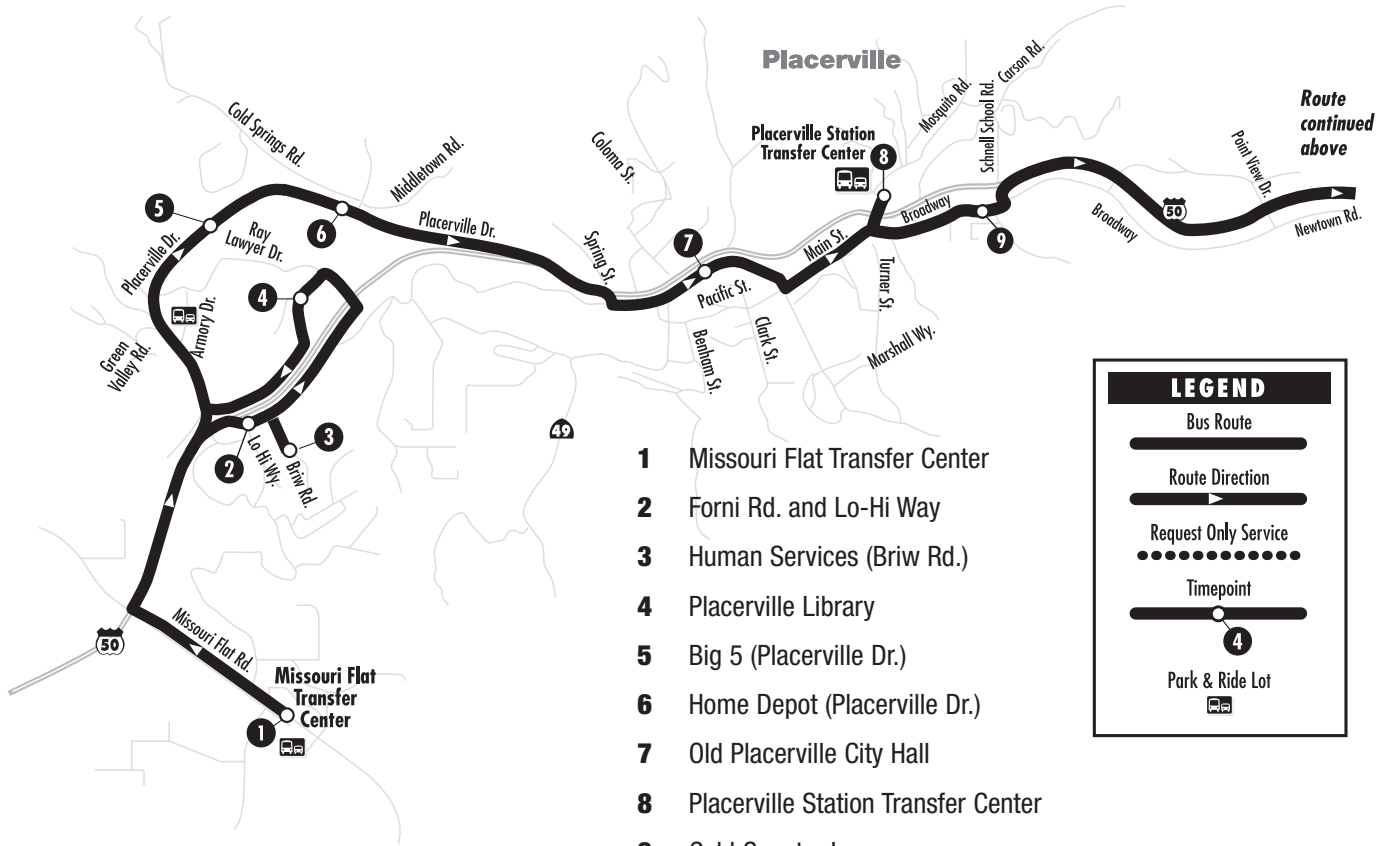 Placerville
Route
continued
above
Cold Springs Rd.
Middletown Rd.
Coloma St.
Placerville Station
Transfer Center
8
Mosquito Rd.
Schnell School Rd.
Carson Rd.
Point View Dr.
5
6
Placerville Dr.
Ray
Lawyer Dr.
Placerville Dr.
Spring St.
7
Pacific St.
Main St.
Broadway
9
Broadway
50
Newtown Rd.
4
Armory Dr.
Green
Valley Rd.
Benham St.
Clark St.
Turner St.
Marshall Wy.
2
Lo Hi Wy.
3
Briw Rd.
49
50
Missouri Flat Rd.
Missouri Flat
Transfer
Center
1
1 Missouri Flat Transfer Center
2 Forni Rd. and Lo-Hi Way
3 Human Services (Briw Rd.)
4 Placerville Library
5 Big 5 (Placerville Dr.)
6 Home Depot (Placerville Dr.)
7 Old Placerville City Hall
8 Placerville Station Transfer Center
9 Gold Country
LEGEND
Bus Route
Route Direction
Request Only Service
Timepoint
4
Park & Ride Lot